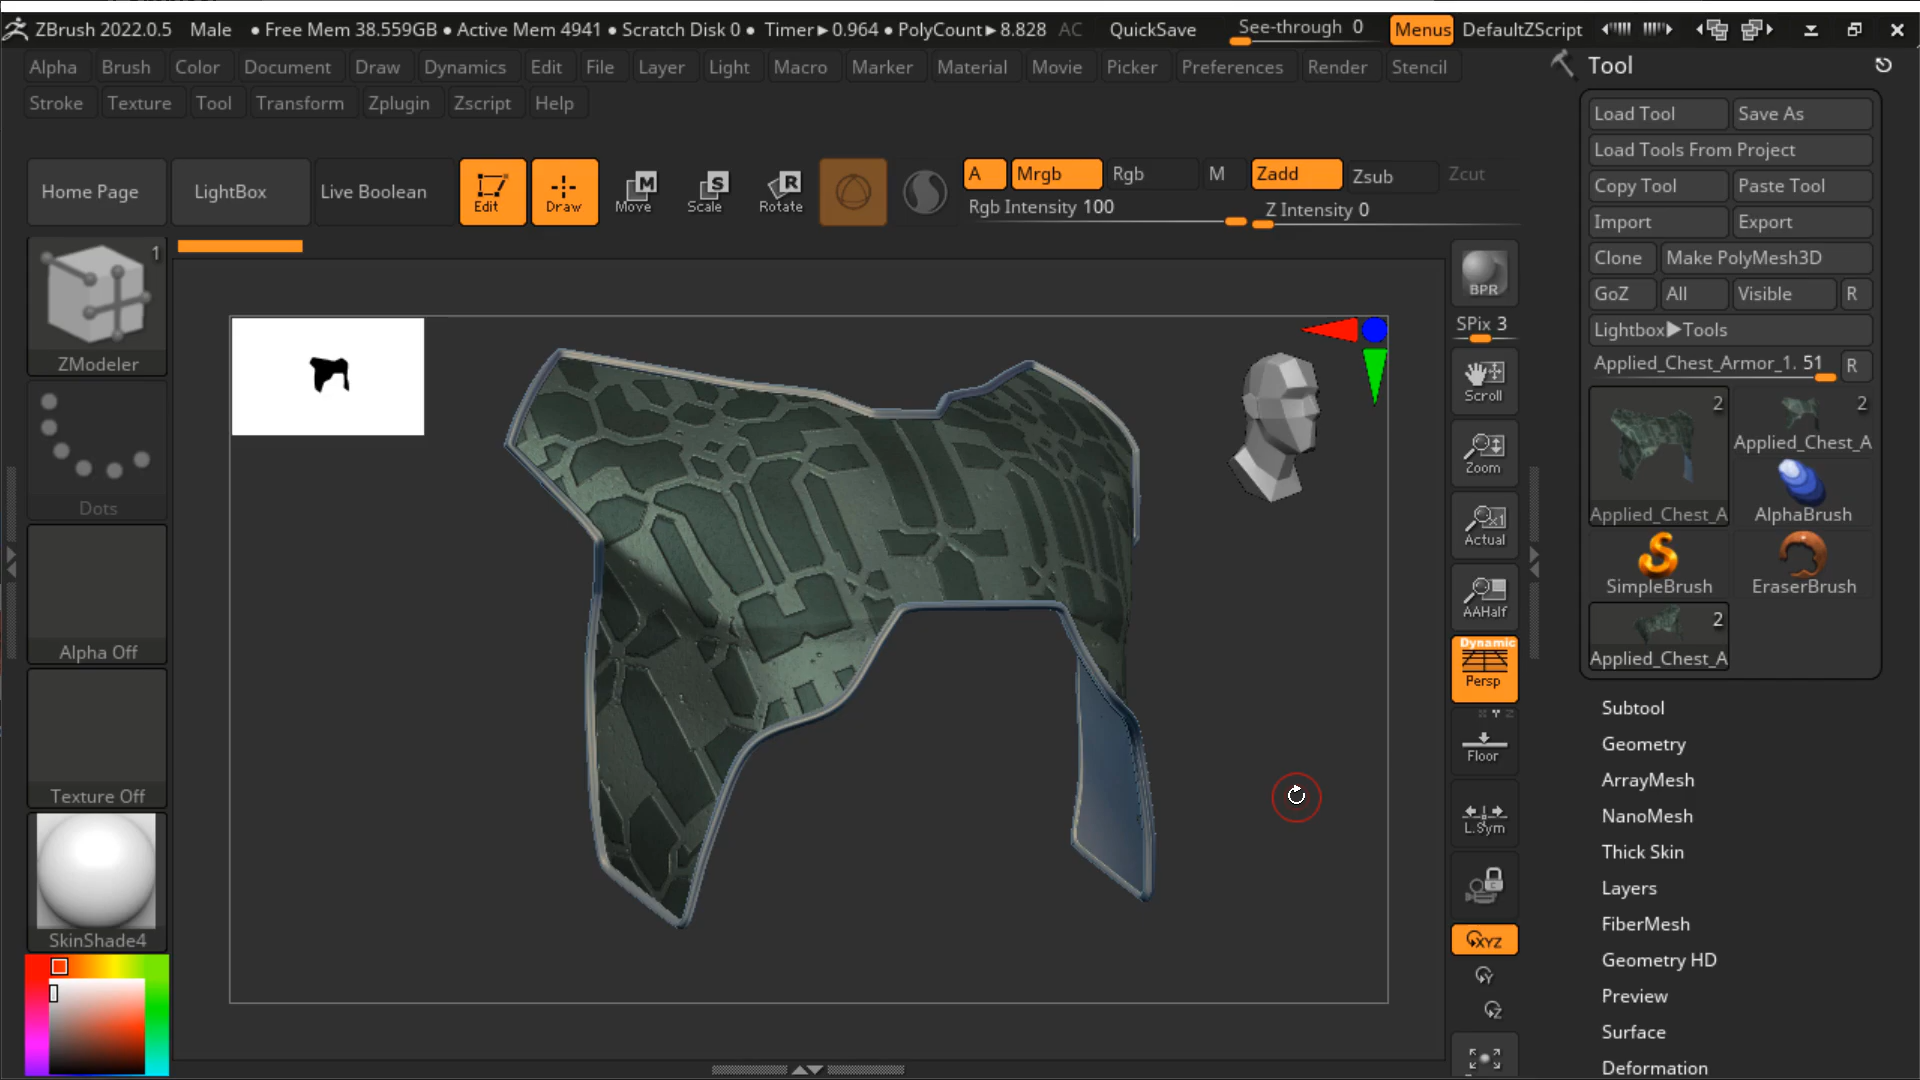 ZBrush 2022.0.5 Male • Free Mem 38.559GB • Active Mem 4941 • Scratch Disk 0 • Timer▶0.964 • PolyCount▶8.828 AC QuickSave See-through 0 Menus DefaultZScript
Alpha Brush Color Document Draw Dynamics Edit File Layer Light Macro Marker Material Movie Picker Preferences Render Stencil
Stroke Texture Tool Transform Zplugin Zscript Help
Home Page LightBox Live Boolean Edit Draw Move Scale Rotate
M S R
A Mrgb Rgb M Zadd Zsub Zcut
Rgb Intensity 100 Z Intensity 0
1
ZModeler
Dots
Alpha Off
Texture Off
SkinShade4
BPR
SPix 3
Scroll
Zoom
x1
Actual
AAHalf
Dynamic
Persp
X Y Z
Floor
L.Sym
XYZ
Y
Z
Tool
Load Tool Save As
Load Tools From Project
Copy Tool Paste Tool
Import Export
Clone Make PolyMesh3D
GoZ All Visible R
Lightbox▶Tools
Applied_Chest_Armor_1. 51 R
2 2
Applied_Chest_A
Applied_Chest_A AlphaBrush
SimpleBrush EraserBrush
2
Applied_Chest_A
Subtool
Geometry
ArrayMesh
NanoMesh
Thick Skin
Layers
FiberMesh
Geometry HD
Preview
Surface
Deformation